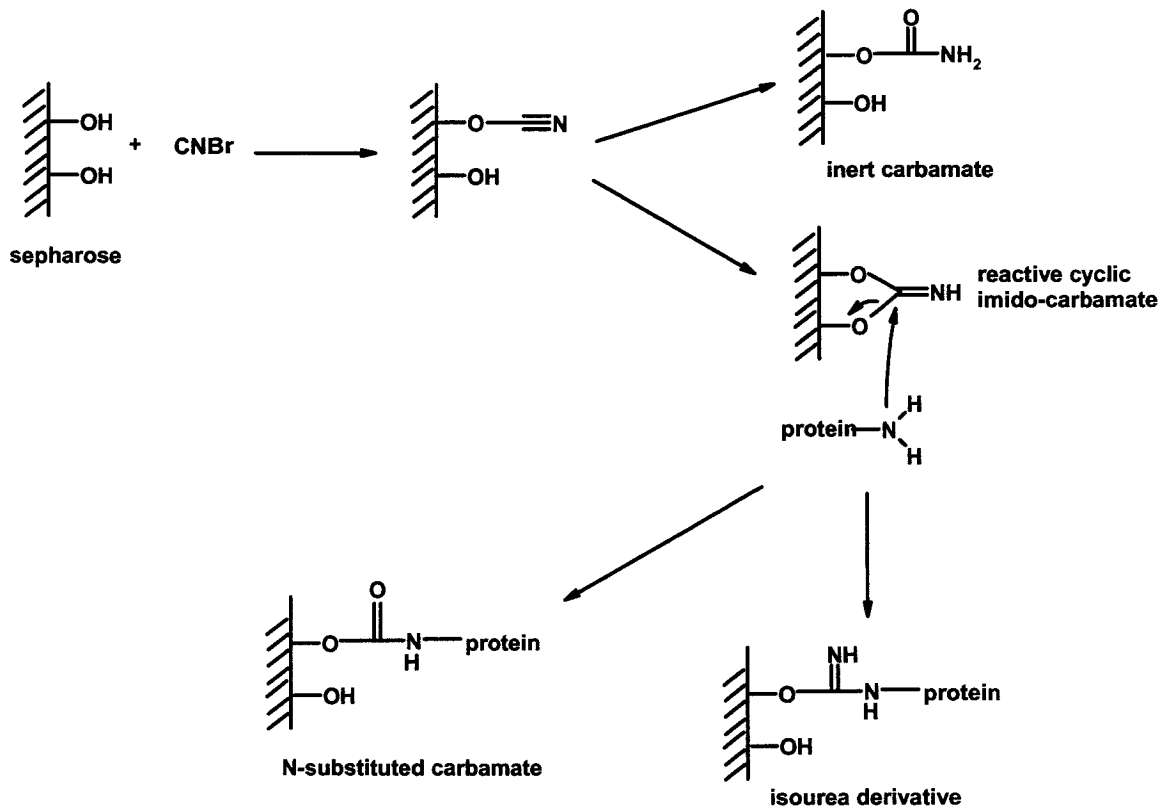 OH
+ CNBr
OH
sepharose
O N
OH
O
O NH2
OH
inert carbamate
O
NH
O
reactive cyclic
imido-carbamate
H
protein N
H
O
O N protein
H
OH
N-substituted carbamate
NH
O N protein
H
OH
isourea derivative